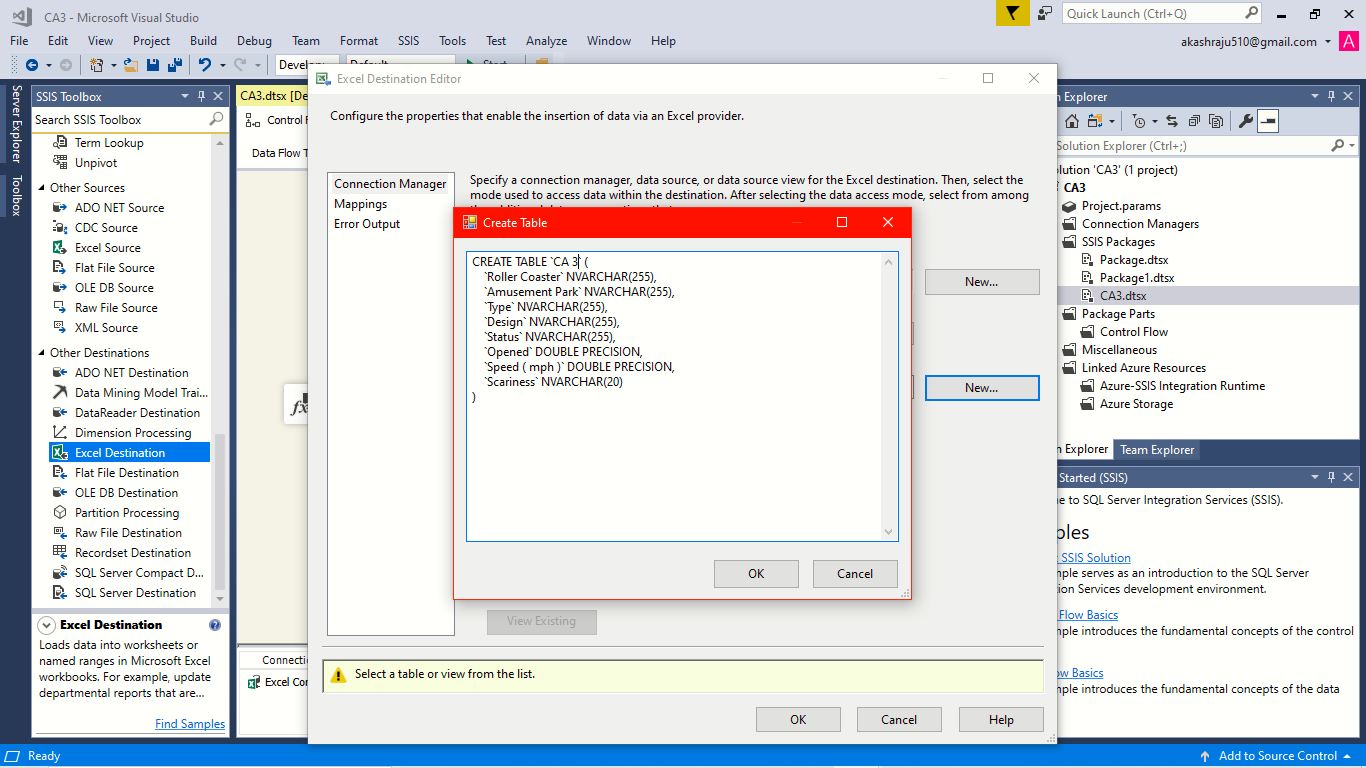 CA3 - Microsoft Visual Studio
Quick Launch (Ctrl+Q)
File Edit View Project Build Debug Team Format SSIS Tools Test Analyze Window Help
akashraju510@gmail.com
A
Server Explorer
Toolbox
SSIS Toolbox
Search SSIS Toolbox
Term Lookup
Unpivot
Other Sources
ADO NET Source
CDC Source
Excel Source
Flat File Source
OLE DB Source
Raw File Source
XML Source
Other Destinations
ADO NET Destination
Data Mining Model Trai...
DataReader Destination
Dimension Processing
Excel Destination
Flat File Destination
OLE DB Destination
Partition Processing
Raw File Destination
Recordset Destination
SQL Server Compact D...
SQL Server Destination
Excel Destination
Loads data into worksheets or
named ranges in Microsoft Excel
workbooks. For example, update
departmental reports that are...
Find Samples
CA3.dtsx [De
Control F
Data Flow T
fx
Connecti
Excel Con
Excel Destination Editor
Configure the properties that enable the insertion of data via an Excel provider.
Connection Manager
Mappings
Error Output
Specify a connection manager, data source, or data source view for the Excel destination. Then, select the
mode used to access data within the destination. After selecting the data access mode, select from among
New...
New...
View Existing
Select a table or view from the list.
OK Cancel Help
Create Table
CREATE TABLE `CA 3` (
`Roller Coaster` NVARCHAR(255),
`Amusement Park` NVARCHAR(255),
`Type` NVARCHAR(255),
`Design` NVARCHAR(255),
`Status` NVARCHAR(255),
`Opened` DOUBLE PRECISION,
`Speed ( mph )` DOUBLE PRECISION,
`Scariness` NVARCHAR(20)
)
OK Cancel
n Explorer
Solution Explorer (Ctrl+;)
olution 'CA3' (1 project)
CA3
Project.params
Connection Managers
SSIS Packages
Package.dtsx
Package1.dtsx
CA3.dtsx
Package Parts
Control Flow
Miscellaneous
Linked Azure Resources
Azure-SSIS Integration Runtime
Azure Storage
n Explorer Team Explorer
Started (SSIS)
e to SQL Server Integration Services (SSIS).
ples
SSIS Solution
mple serves as an introduction to the SQL Server
ion Services development environment.
Flow Basics
mple introduces the fundamental concepts of the control
ow Basics
mple introduces the fundamental concepts of the data
Ready
Add to Source Control